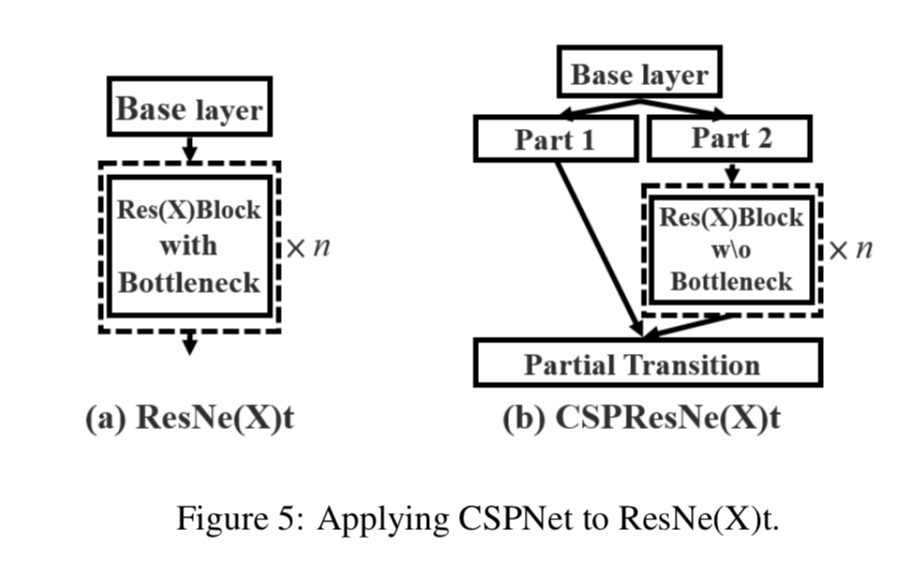 Base layer
Res(X)Block
with
Bottleneck
× n
(a) ResNe(X)t
Base layer
Part 1
Part 2
Res(X)Block
w\o
Bottleneck
× n
Partial Transition
(b) CSPResNe(X)t
Figure 5: Applying CSPNet to ResNe(X)t.